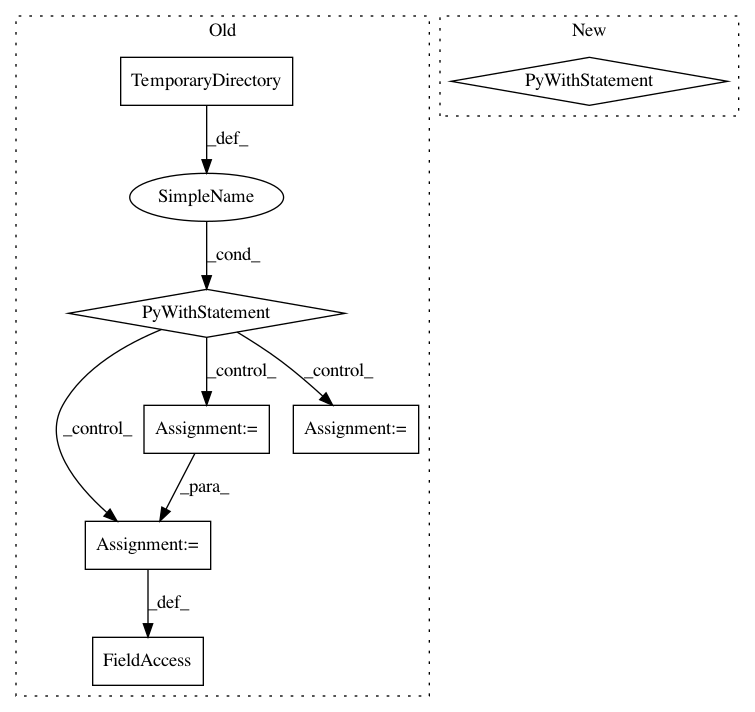 Old
New
TemporaryDirectory
PyWithStatement
_def_
SimpleName
_cond_
PyWithStatement
_control_
_control_
_control_
Assignment:=
Assignment:=
_para_
Assignment:=
_def_
FieldAccess